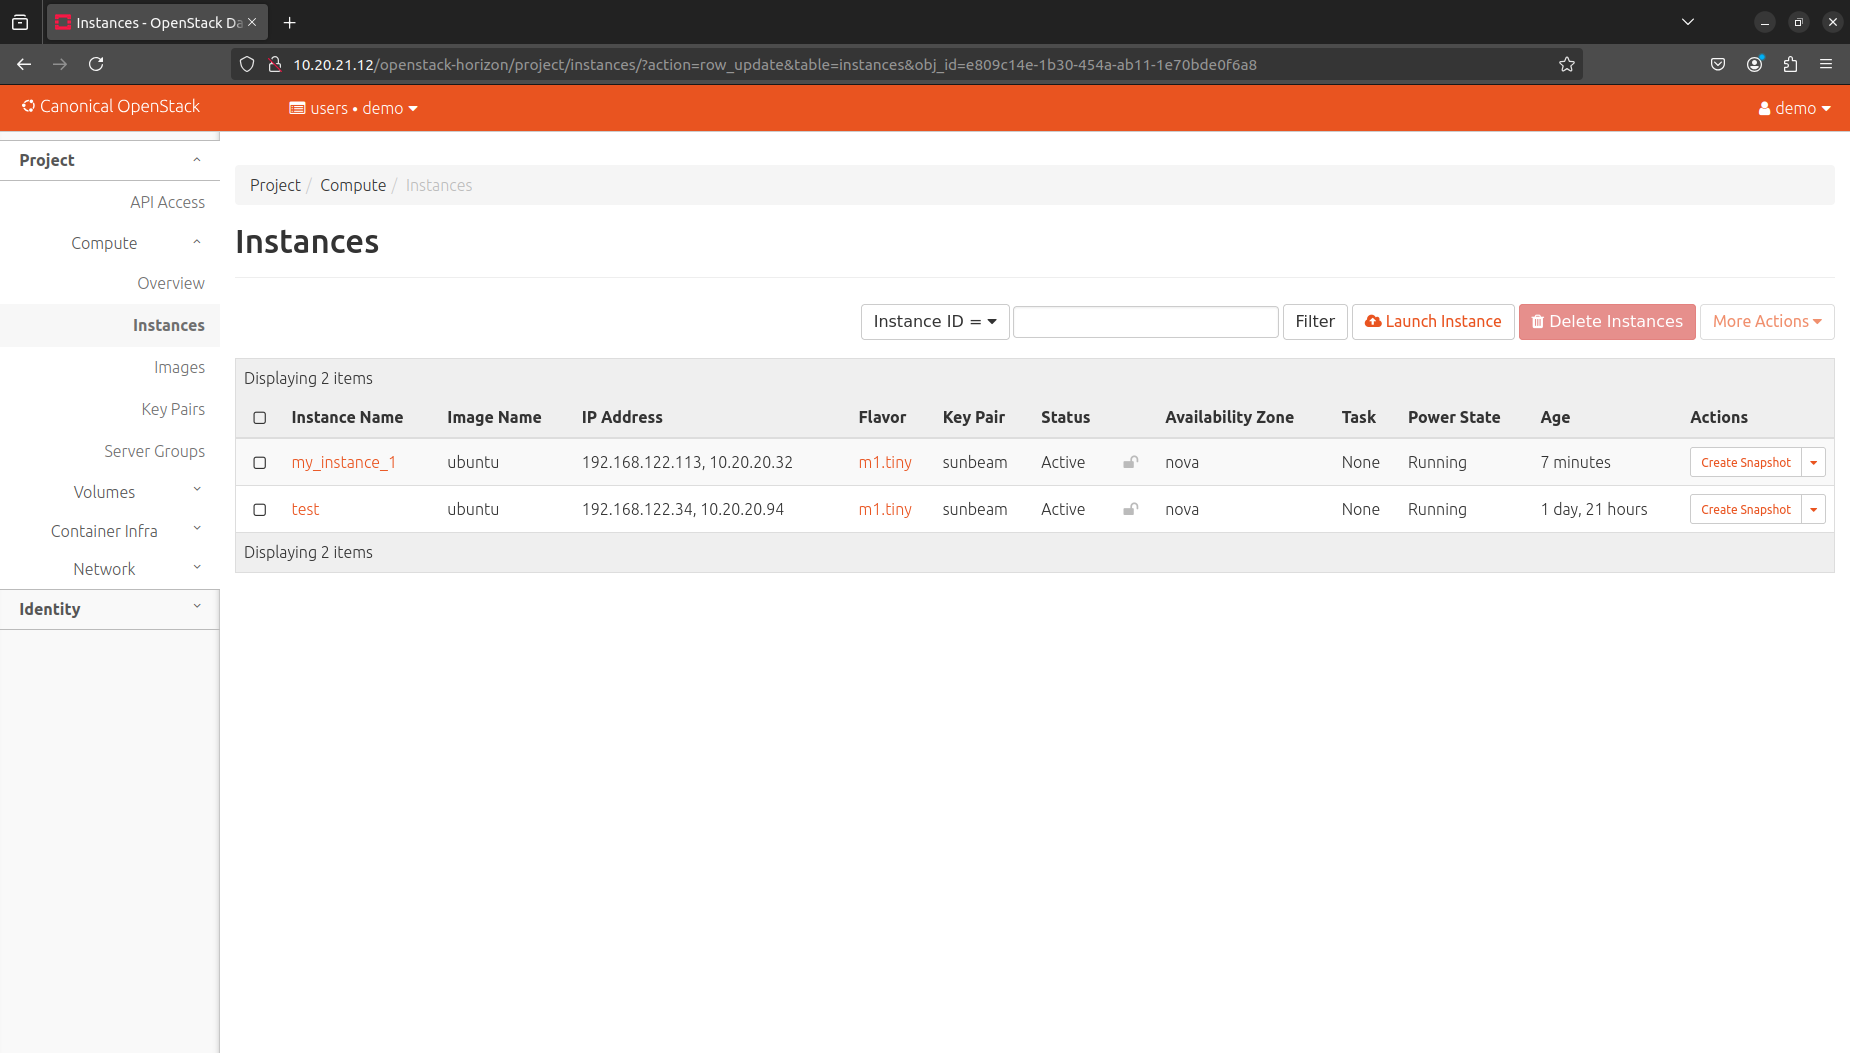 Instances - OpenStack Da
10.20.21.12/openstack-horizon/project/instances/?action=row_update&table=instances&obj_id=e809c14e-1b30-454a-ab11-1e70bde0f6a8
Canonical OpenStack
users • demo
demo
Project
API Access
Compute
Overview
Instances
Images
Key Pairs
Server Groups
Volumes
Container Infra
Network
Identity
Project / Compute / Instances
Instances
Instance ID = Filter Launch Instance Delete Instances More Actions
Displaying 2 items
Instance Name Image Name IP Address Flavor Key Pair Status Availability Zone Task Power State Age Actions
my_instance_1 ubuntu 192.168.122.113, 10.20.20.32 m1.tiny sunbeam Active nova None Running 7 minutes Create Snapshot
test ubuntu 192.168.122.34, 10.20.20.94 m1.tiny sunbeam Active nova None Running 1 day, 21 hours Create Snapshot
Displaying 2 items